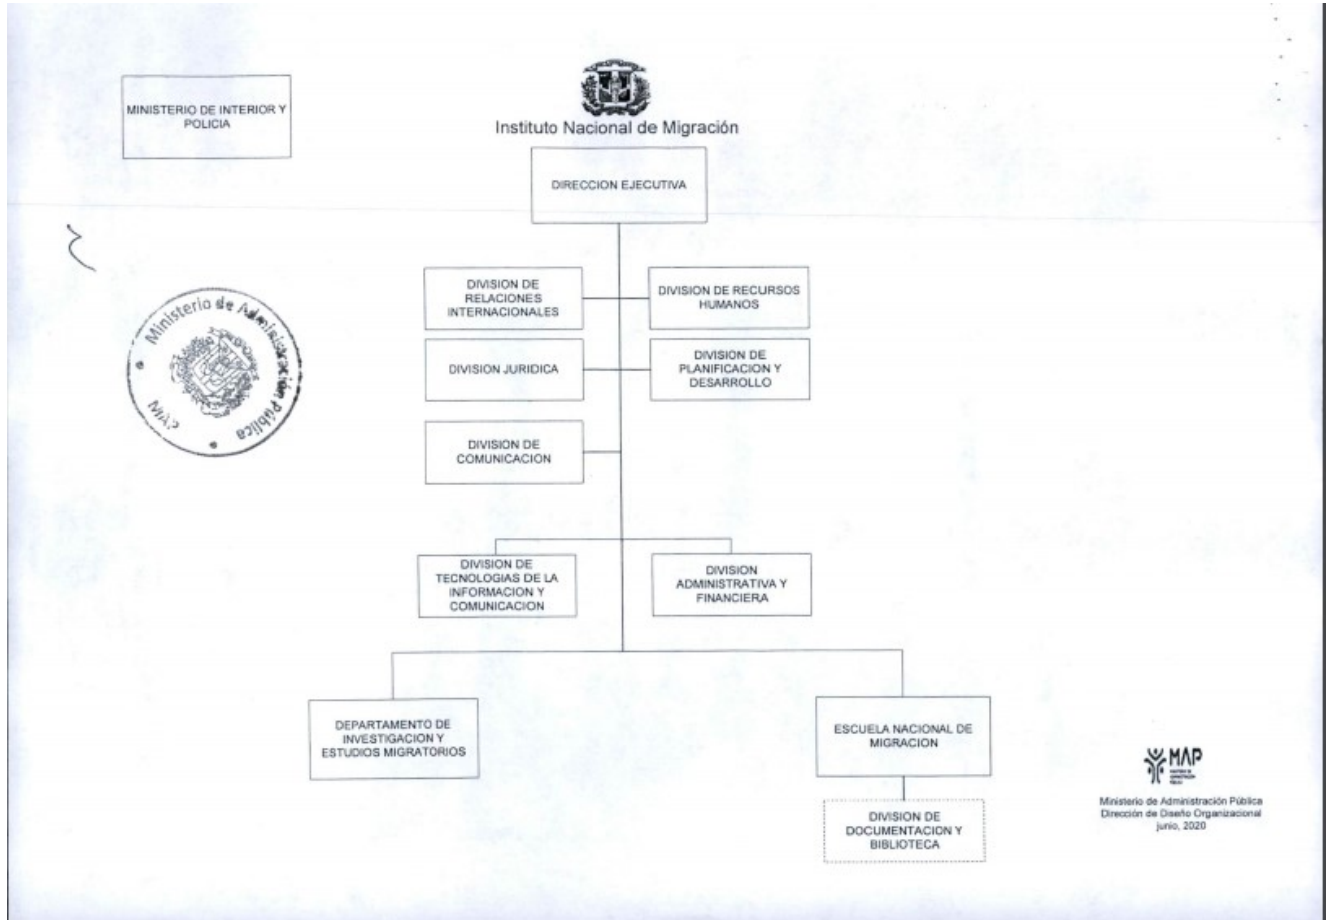 MINISTERIO DE INTERIOR Y
POLICIA
Instituto Nacional de Migración
DIRECCION EJECUTIVA
DIVISION DE
RELACIONES
INTERNACIONALES
DIVISION DE RECURSOS
HUMANOS
Ministerio de Administración Pública
MAP
DIVISION JURIDICA
DIVISION DE
PLANIFICACION Y
DESARROLLO
DIVISION DE
COMUNICACION
DIVISION DE
TECNOLOGIAS DE LA
INFORMACION Y
COMUNICACION
DIVISION
ADMINISTRATIVA Y
FINANCIERA
DEPARTAMENTO DE
INVESTIGACION Y
ESTUDIOS MIGRATORIOS
ESCUELA NACIONAL DE
MIGRACION
DIVISION DE
DOCUMENTACION Y
BIBLIOTECA
MAP
Ministerio de Administración Pública
Dirección de Diseño Organizacional
junio, 2020